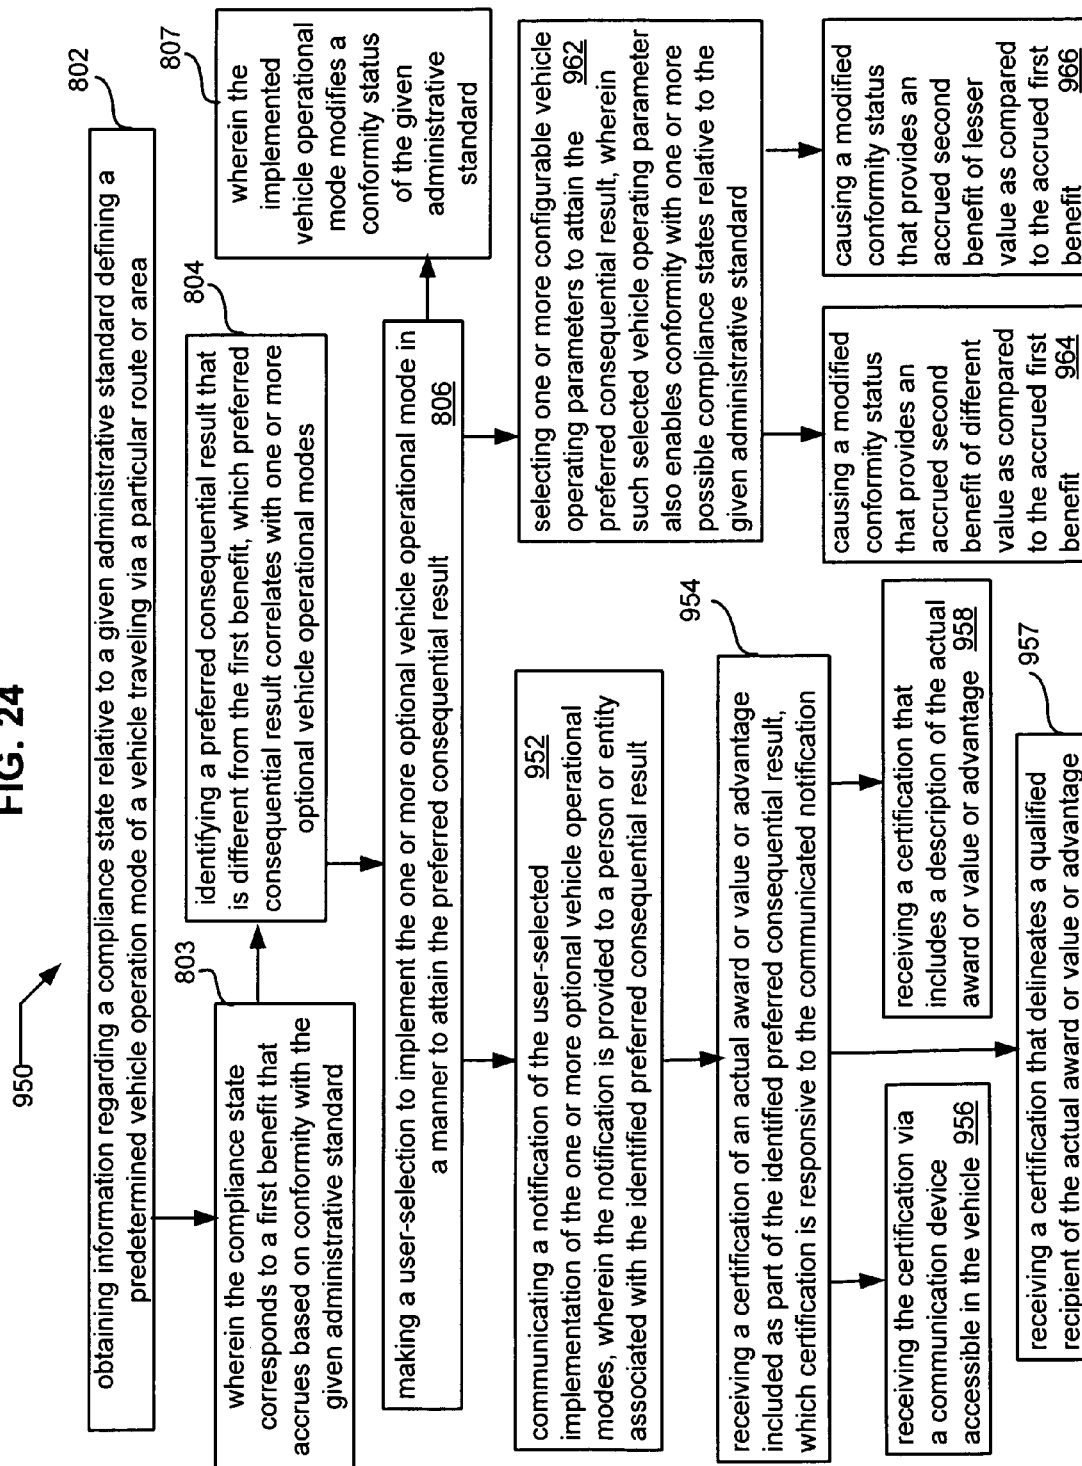 FIG. 24
950
802
obtaining information regarding a compliance state relative to a given administrative standard defining a
predetermined vehicle operation mode of a vehicle traveling via a particular route or area
803
wherein the compliance state
corresponds to a first benefit that
accrues based on conformity with the
given administrative standard
804
identifying a preferred consequential result that
is different from the first benefit, which preferred
consequential result correlates with one or more
optional vehicle operational modes
807
wherein the
implemented
vehicle operational
mode modifies a
conformity status
of the given
administrative
standard
making a user-selection to implement the one or more optional vehicle operational mode in
a manner to attain the preferred consequential result 806
communicating a notification of the user-selected 952
implementation of the one or more optional vehicle operational
modes, wherein the notification is provided to a person or entity
associated with the identified preferred consequential result
selecting one or more configurable vehicle
operating parameters to attain the 962
preferred consequential result, wherein
such selected vehicle operating parameter
also enables conformity with one or more
possible compliance states relative to the
given administrative standard
954
receiving a certification of an actual award or value or advantage
included as part of the identified preferred consequential result,
which certification is responsive to the communicated notification
receiving the certification via
a communication device
accessible in the vehicle 956
receiving a certification that
includes a description of the actual
award or value or advantage 958
957
receiving a certification that delineates a qualified
recipient of the actual award or value or advantage
causing a modified
conformity status
that provides an
accrued second
benefit of different
value as compared
to the accrued first
benefit 964
causing a modified
conformity status
that provides an
accrued second
benefit of lesser
value as compared
to the accrued first
benefit 966